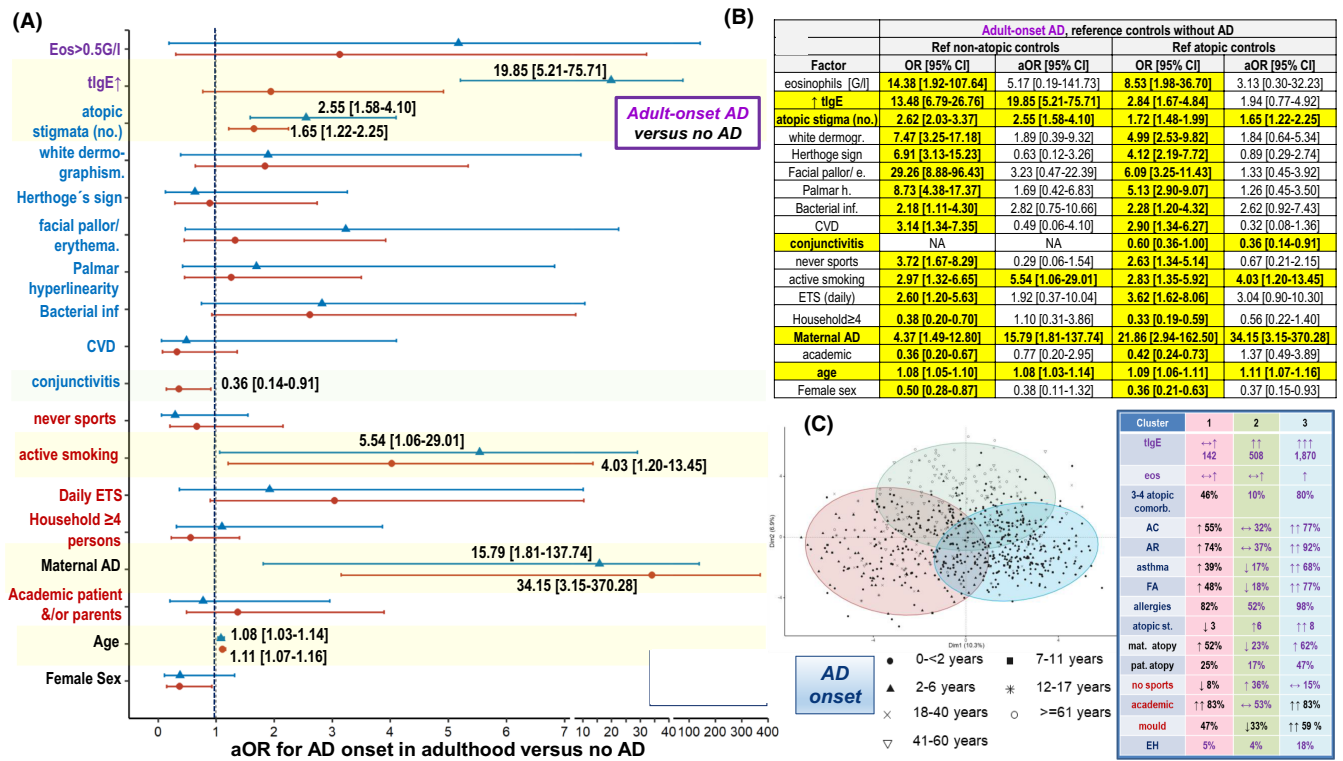 (A)
Eos>0.5G/l
tIgE↑
atopic
stigmata (no.)
white dermo-
graphism.
Herthoge´s sign
facial pallor/
erythema.
Palmar
hyperlinearity
Bacterial inf
CVD
conjunctivitis
never sports
active smoking
Daily ETS
Household ≥4
persons
Maternal AD
Academic patient
&/or parents
Age
Female Sex
19.85 [5.21-75.71]
2.55 [1.58-4.10]
1.65 [1.22-2.25]
Adult-onset AD
versus no AD
0.36 [0.14-0.91]
5.54 [1.06-29.01]
4.03 [1.20-13.45]
15.79 [1.81-137.74]
34.15 [3.15-370.28]
1.08 [1.03-1.14]
1.11 [1.07-1.16]
0 1 2 3 4 5 6 7 10 20 30 40 100 200 300 400
aOR for AD onset in adulthood versus no AD
(B)
Adult-onset AD, reference controls without AD
Ref non-atopic controls Ref atopic controls
Factor OR [95% CI] aOR [95% CI] OR [95% CI] aOR [95% CI]
eosinophils [G/l] 14.38 [1.92-107.64] 5.17 [0.19-141.73] 8.53 [1.98-36.70] 3.13 [0.30-32.23]
↑ tIgE 13.48 [6.79-26.76] 19.85 [5.21-75.71] 2.84 [1.67-4.84] 1.94 [0.77-4.92]
atopic stigma (no.) 2.62 [2.03-3.37] 2.55 [1.58-4.10] 1.72 [1.48-1.99] 1.65 [1.22-2.25]
white dermogr. 7.47 [3.25-17.18] 1.89 [0.39-9.32] 4.99 [2.53-9.82] 1.84 [0.64-5.34]
Herthoge sign 6.91 [3.13-15.23] 0.63 [0.12-3.26] 4.12 [2.19-7.72] 0.89 [0.29-2.74]
Facial pallor/ e. 29.26 [8.88-96.43] 3.23 [0.47-22.39] 6.09 [3.25-11.43] 1.33 [0.45-3.92]
Palmar h. 8.73 [4.38-17.37] 1.69 [0.42-6.83] 5.13 [2.90-9.07] 1.26 [0.45-3.50]
Bacterial inf. 2.18 [1.11-4.30] 2.82 [0.75-10.66] 2.28 [1.20-4.32] 2.62 [0.92-7.43]
CVD 3.14 [1.34-7.35] 0.49 [0.06-4.10] 2.90 [1.34-6.27] 0.32 [0.08-1.36]
conjunctivitis NA NA 0.60 [0.36-1.00] 0.36 [0.14-0.91]
never sports 3.72 [1.67-8.29] 0.29 [0.06-1.54] 2.63 [1.34-5.14] 0.67 [0.21-2.15]
active smoking 2.97 [1.32-6.65] 5.54 [1.06-29.01] 2.83 [1.35-5.92] 4.03 [1.20-13.45]
ETS (daily) 2.60 [1.20-5.63] 1.92 [0.37-10.04] 3.62 [1.62-8.06] 3.04 [0.90-10.30]
Household≥4 0.38 [0.20-0.70] 1.10 [0.31-3.86] 0.33 [0.19-0.59] 0.56 [0.22-1.40]
Maternal AD 4.37 [1.49-12.80] 15.79 [1.81-137.74] 21.86 [2.94-162.50] 34.15 [3.15-370.28]
academic 0.36 [0.20-0.67] 0.77 [0.20-2.95] 0.42 [0.24-0.73] 1.37 [0.49-3.89]
age 1.08 [1.05-1.10] 1.08 [1.03-1.14] 1.09 [1.06-1.11] 1.11 [1.07-1.16]
Female sex 0.50 [0.28-0.87] 0.38 [0.11-1.32] 0.36 [0.21-0.63] 0.37 [0.15-0.93]
(C)
Dim2 (6.9%)
4
0
-4
-4 0 4
Dim1 (10.3%)
AD
onset
0-<2 years
2-6 years
18-40 years
41-60 years
7-11 years
12-17 years
>=61 years
Cluster 1 2 3
tIgE ↔↑ ↑↑ ↑↑↑
142 508 1,870
eos ↔↑ ↔↑ ↑
3-4 atopic
comorb. 46% 10% 80%
AC ↑ 55% ↔ 32% ↑↑ 77%
AR ↑ 74% ↔ 37% ↑↑ 92%
asthma ↑ 39% ↓ 17% ↑↑ 68%
FA ↑ 48% ↓ 18% ↑↑ 77%
allergies 82% 52% 98%
atopic st. ↓ 3 ↑6 ↑↑ 8
mat. atopy ↑ 52% ↓ 23% ↑ 62%
pat. atopy 25% 17% 47%
no sports ↓ 8% ↑ 36% ↔ 15%
academic ↑↑ 83% ↔ 53% ↑↑ 83%
mould 47% ↓33% ↑↑ 59 %
EH 5% 4% 18%